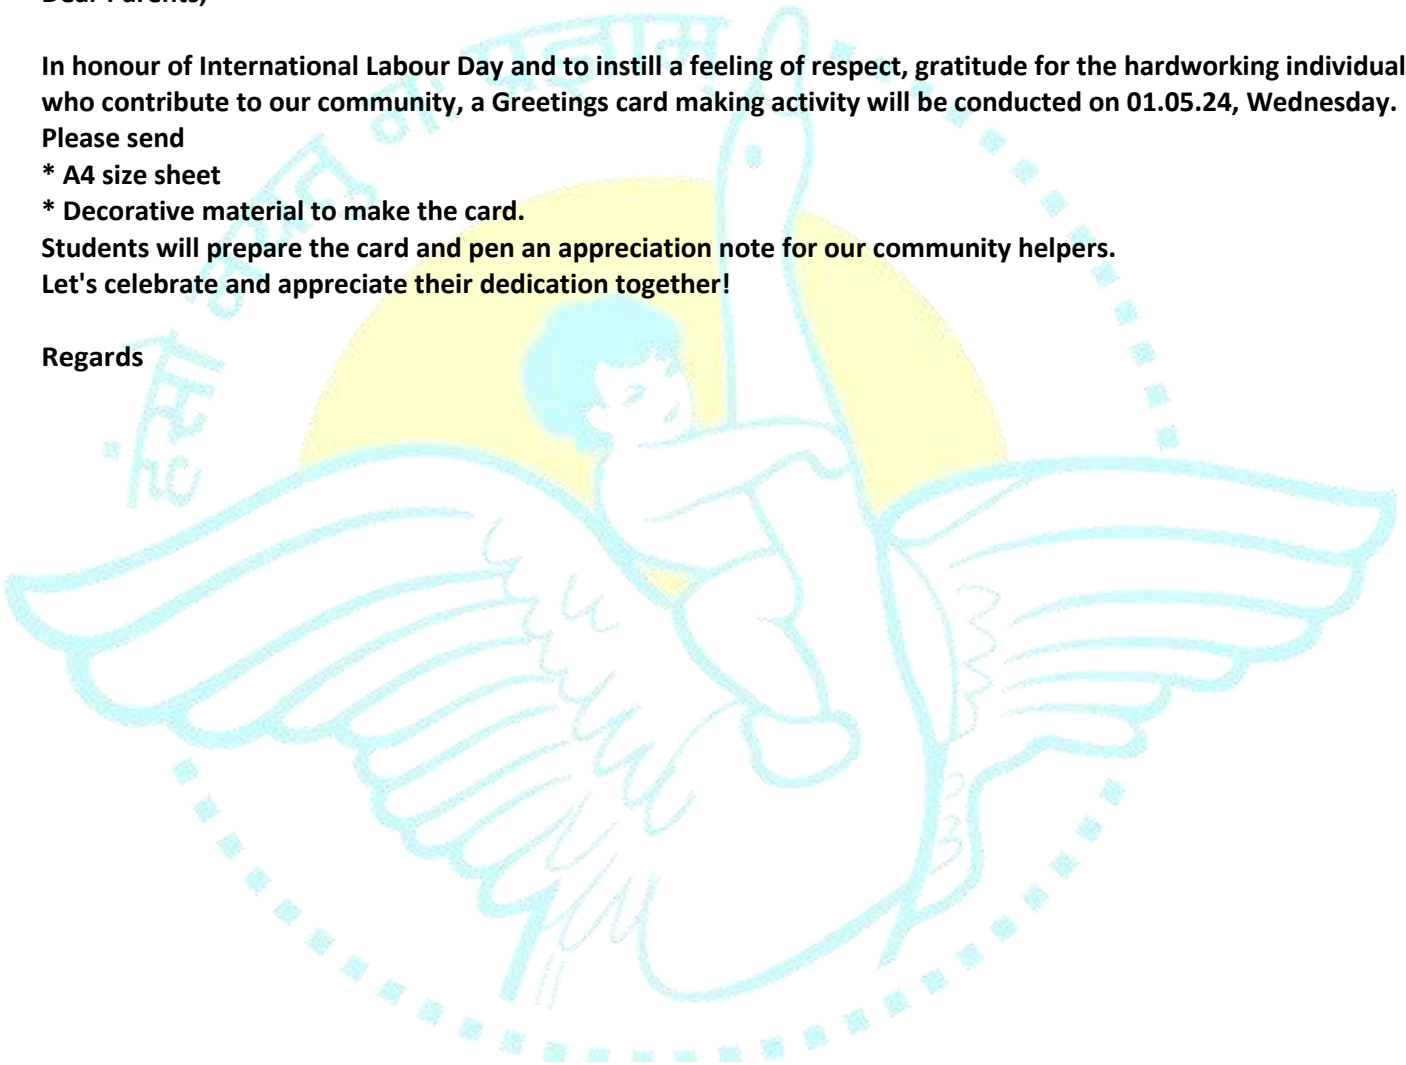 Dear Parents,
In honour of International Labour Day and to instill a feeling of respect, gratitude for the hardworking individual
who contribute to our community, a Greetings card making activity will be conducted on 01.05.24, Wednesday.
Please send
* A4 size sheet
* Decorative material to make the card.
Students will prepare the card and pen an appreciation note for our community helpers.
Let's celebrate and appreciate their dedication together!
Regards